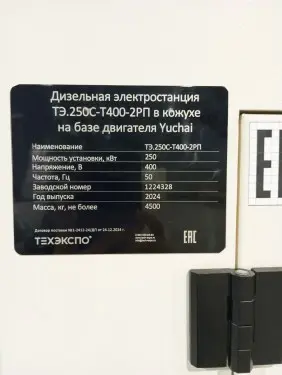 Дизельная электростанция
ТЭ.250С-Т400-2РП в кожухе
на базе двигателя Yuchai
Наименование ТЭ.250С-Т400-2РП
Мощность установки, кВт 250
Напряжение, В 400
Частота, Гц 50
Заводской номер 1224328
Год выпуска 2024
Масса, кг, не более 4500
ТЕХЭКСПО
EAC